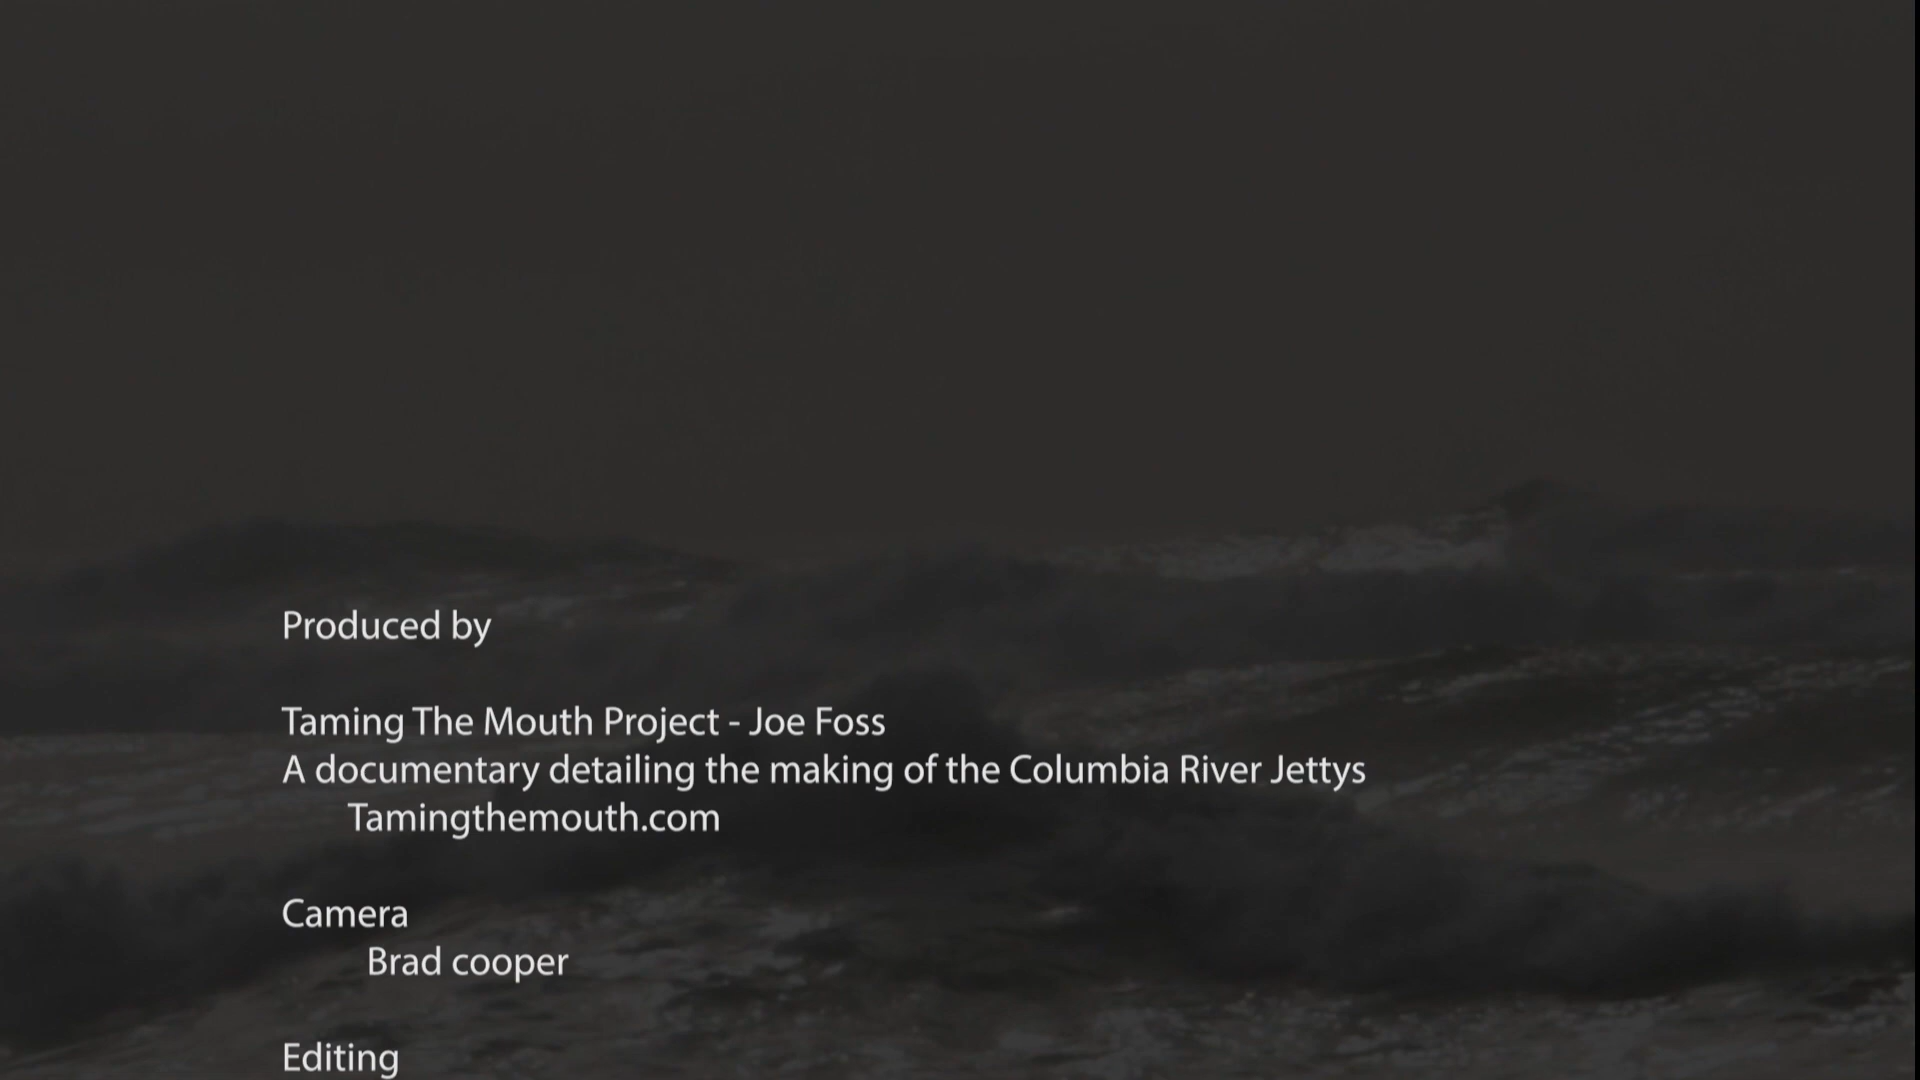 Produced by
Taming The Mouth Project - Joe Foss
A documentary detailing the making of the Columbia River Jettys
Tamingthemouth.com
Camera
Brad cooper
Editing